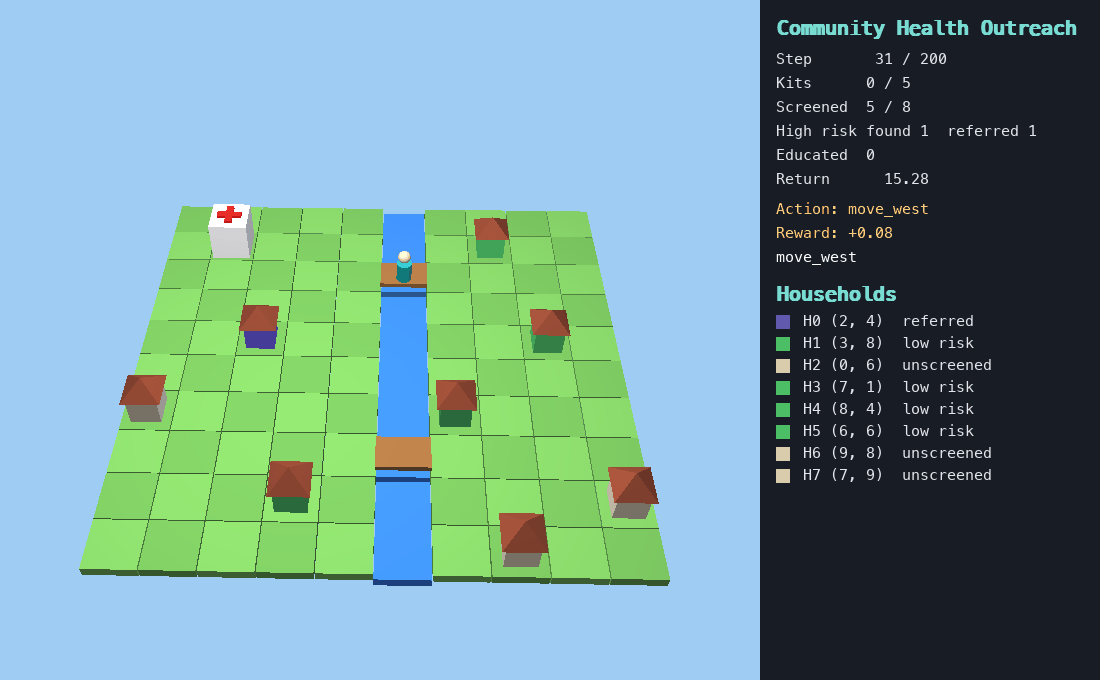 Community Health Outreach
Step 31 / 200
Kits 0 / 5
Screened 5 / 8
High risk found 1 referred 1
Educated 0
Return 15.28
Action: move_west
Reward: +0.08
move_west
Households
H0 (2, 4) referred
H1 (3, 8) low risk
H2 (0, 6) unscreened
H3 (7, 1) low risk
H4 (8, 4) low risk
H5 (6, 6) low risk
H6 (9, 8) unscreened
H7 (7, 9) unscreened